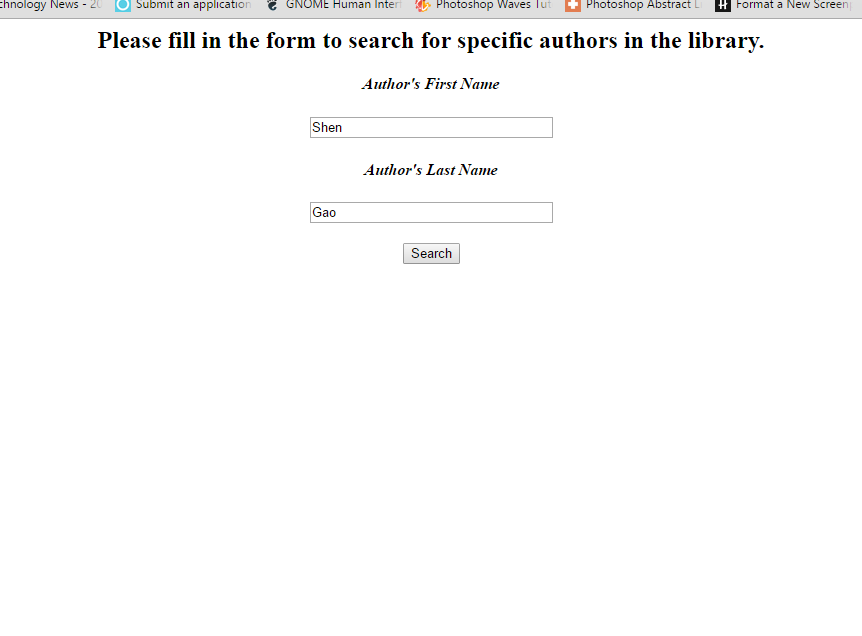 chnology News - 20 Submit an application GNOME Human Interf Photoshop Waves Tut Photoshop Abstract L Format a New Screenp
Please fill in the form to search for specific authors in the library.
Author's First Name
Shen
Author's Last Name
Gao
Search